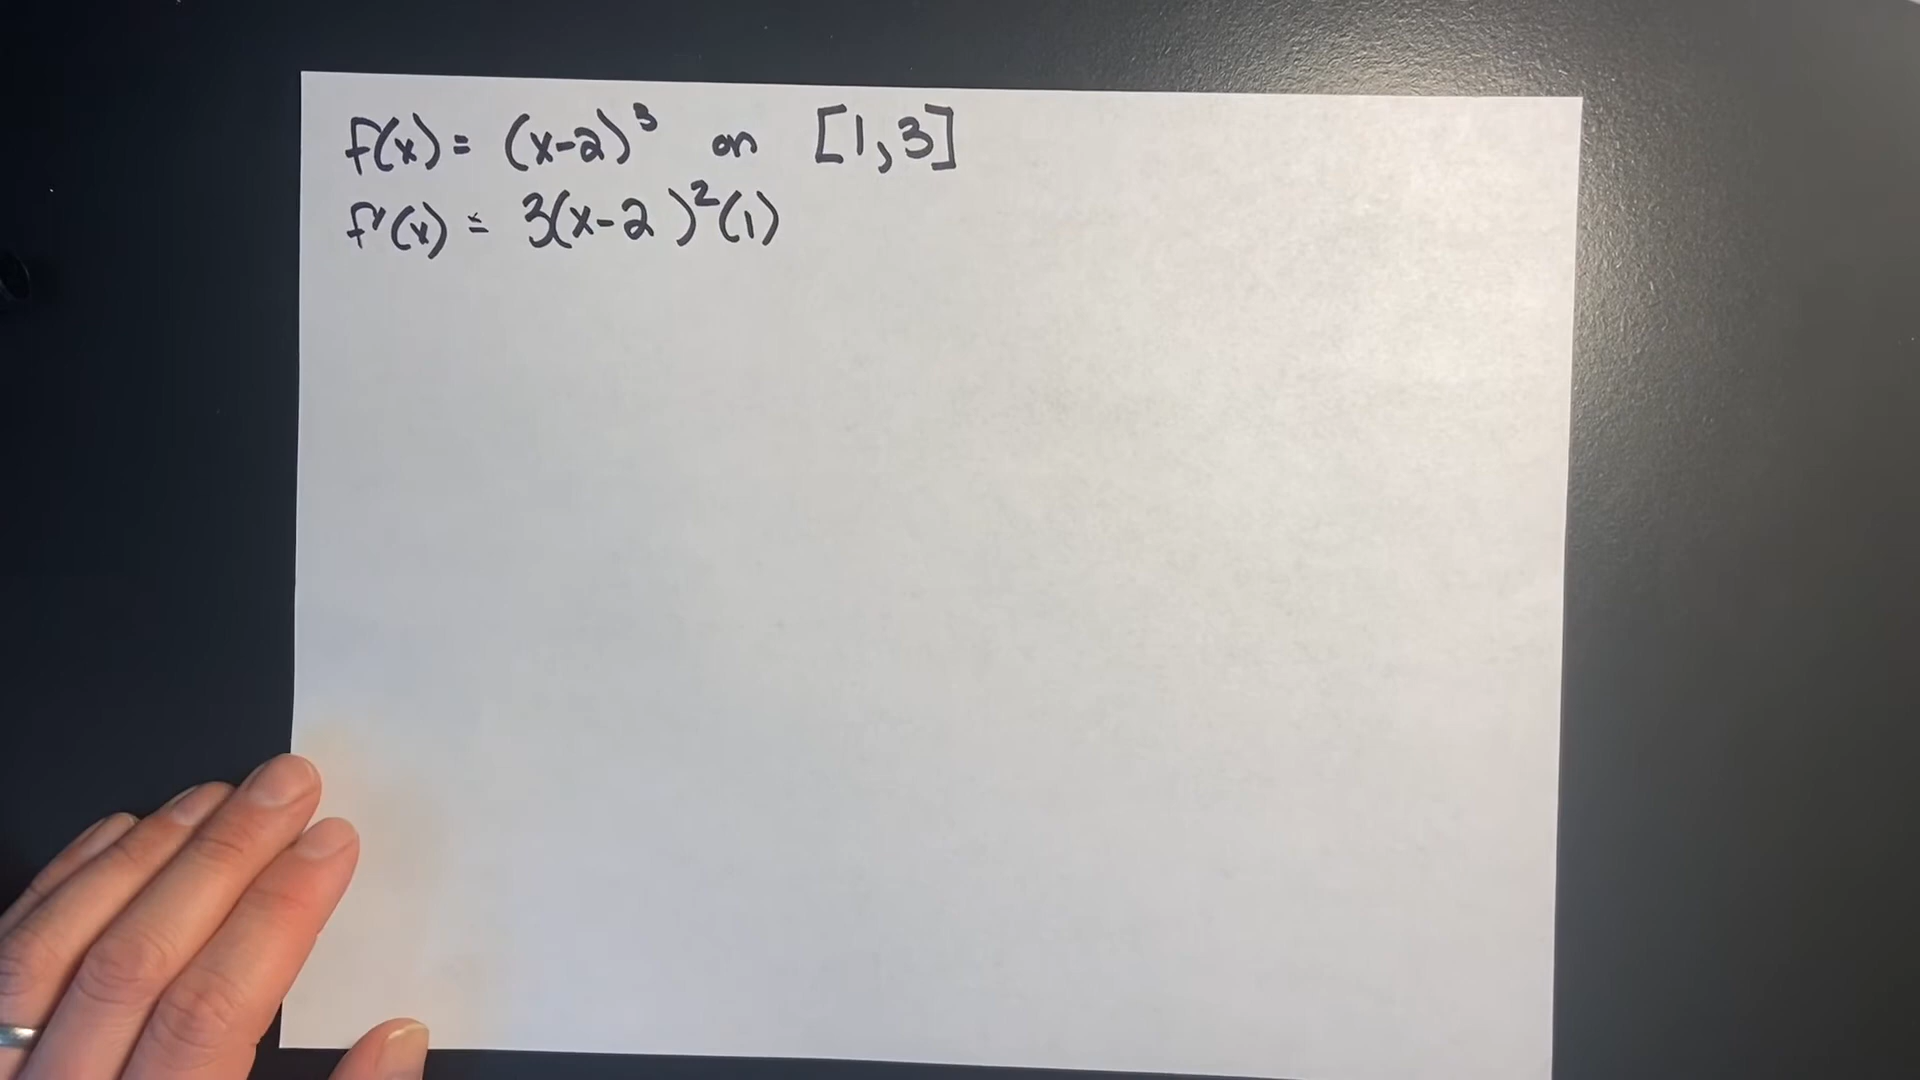 f(x) = (x-2)³ on [1,3]
f'(x) = 3(x-2)²(1)